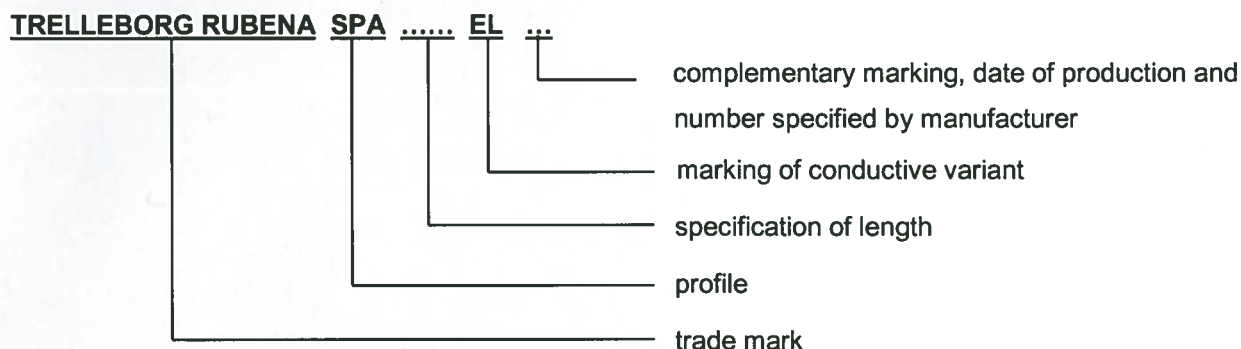 TRELLEBORG RUBENA SPA ...... EL ...
complementary marking, date of production and
number specified by manufacturer
marking of conductive variant
specification of length
profile
trade mark